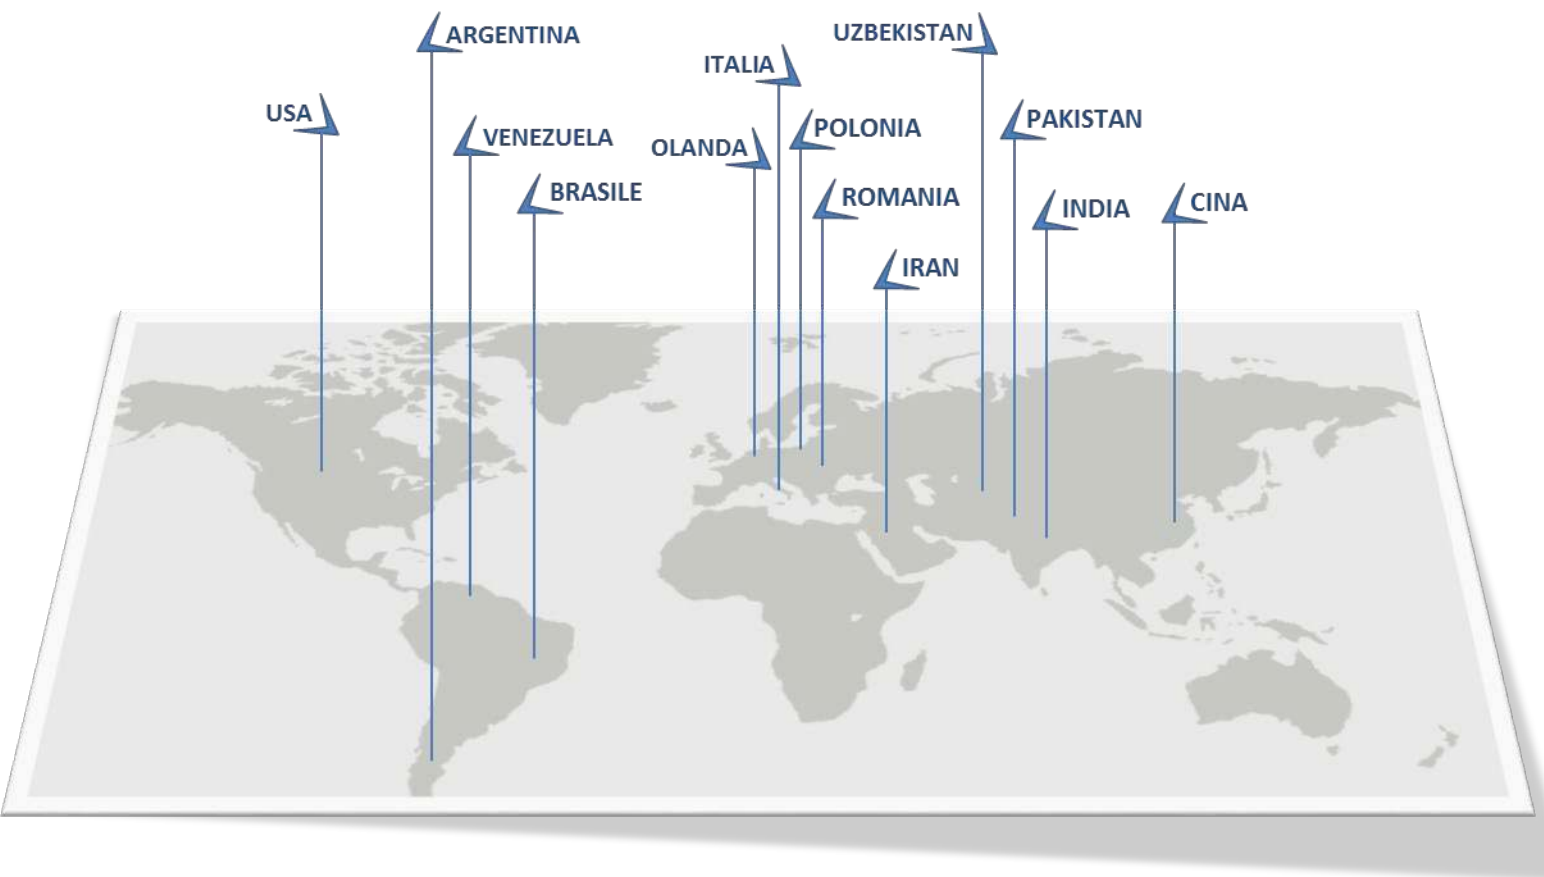 ARGENTINA
UZBEKISTAN
ITALIA
USA
PAKISTAN
POLONIA
VENEZUELA
OLANDA
BRASILE
ROMANIA
CINA
INDIA
IRAN